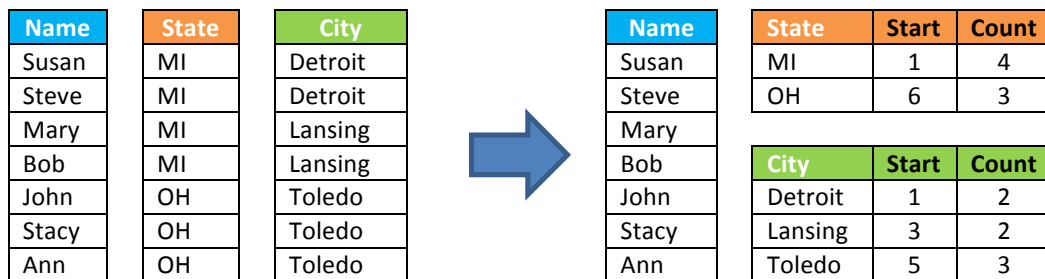 Name State City Name State Start Count
Susan MI Detroit Susan MI 1 4
Steve MI Detroit Steve OH 6 3
Mary MI Lansing Mary
Bob MI Lansing Bob City Start Count
John OH Toledo John Detroit 1 2
Stacy OH Toledo Stacy Lansing 3 2
Ann OH Toledo Ann Toledo 5 3